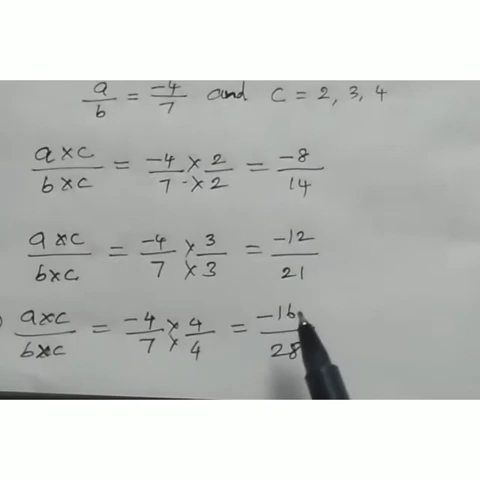 a/b = -4/7 and c = 2, 3, 4
a×c/b×c = -4/7 × 2/× 2 = -8/14
a×c/b×c = -4/7 × 3/× 3 = -12/21
a×c/b×c = -4/7 × 4/× 4 = -16/28